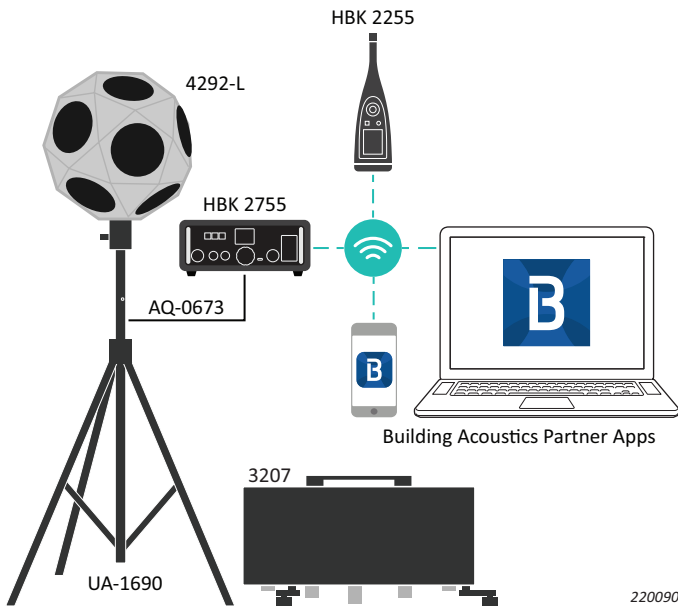 HBK 2255
4292-L
HBK 2755
AQ-0673
B
B
Building Acoustics Partner Apps
3207
UA-1690
220090